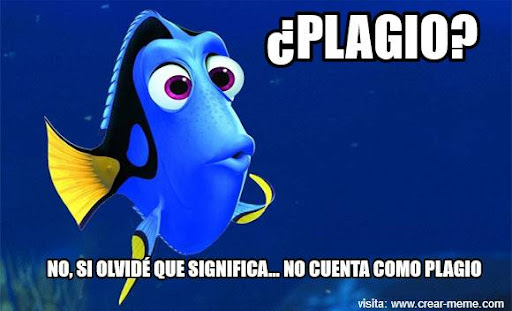 ¿PLAGIO?
NO, SI OLVIDÉ QUE SIGNIFICA... NO CUENTA COMO PLAGIO
visita: www.crear-meme.com